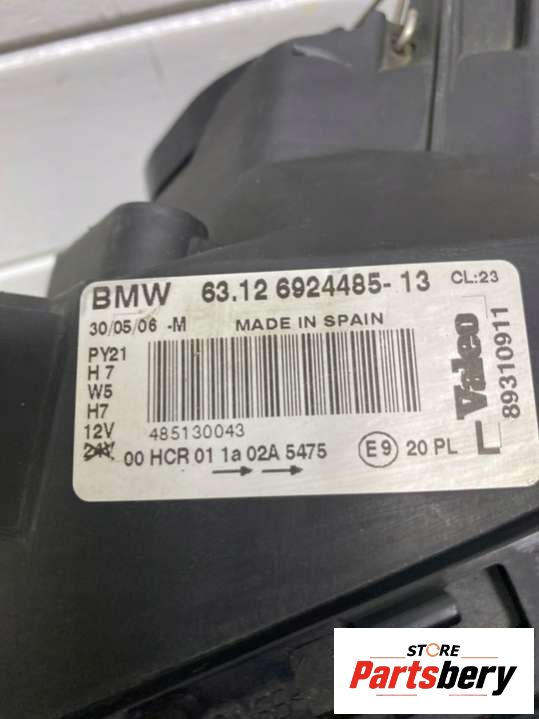 BMW 63.12 6924485-13 CL:23
30/05/06 -M MADE IN SPAIN
PY21
H 7
W5
H7
12V
24V
485130043
00 HCR 01 1a 02A 5475
E9 20 PL
Valeo
89310911
L
STORE
Partsbery